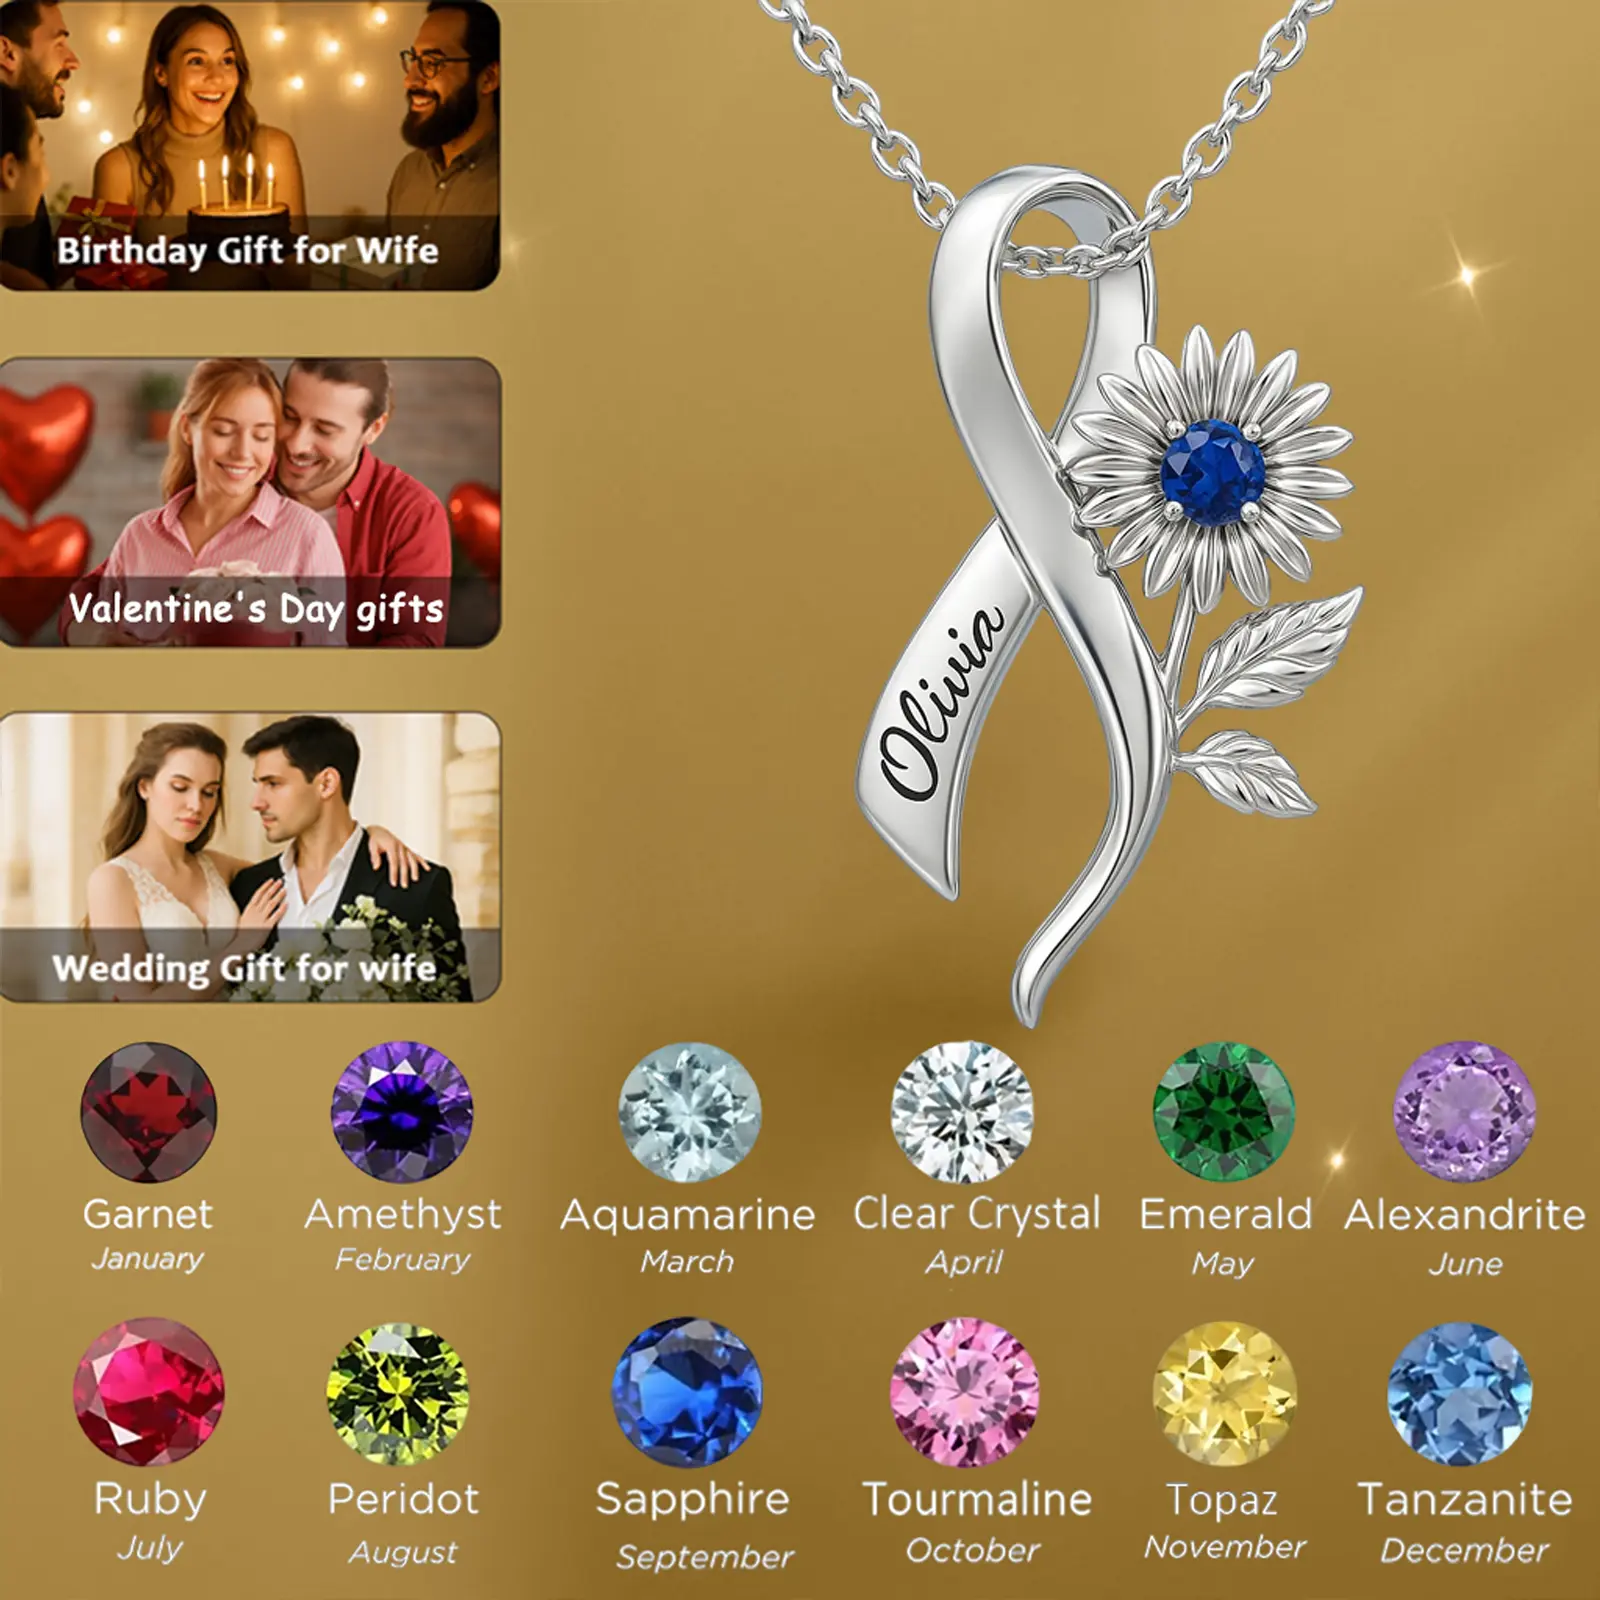 Birthday Gift for Wife
Valentine's Day gifts
Wedding Gift for wife
Olivia
Garnet
January
Amethyst
February
Aquamarine
March
Clear Crystal
April
Emerald
May
Alexandrite
June
Ruby
July
Peridot
August
Sapphire
September
Tourmaline
October
Topaz
November
Tanzanite
December